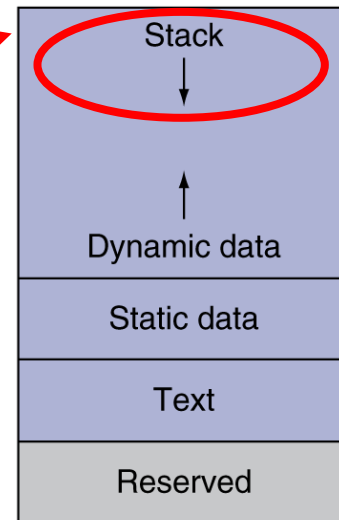 Stack
Dynamic data
Static data
Text
Reserved